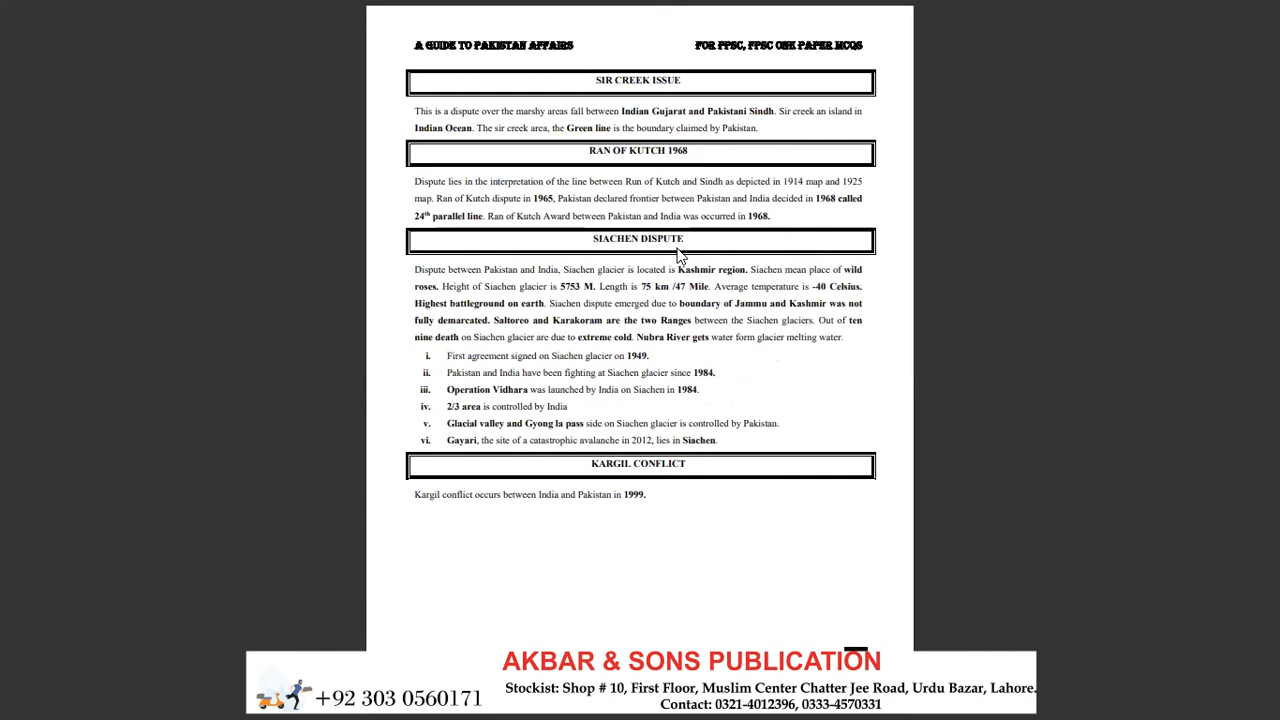 A GUIDE TO PAKISTAN AFFAIRS FOR PPSC, FPSC ONE PAPER MCQS
SIR CREEK ISSUE
This is a dispute over the marshy areas fall between Indian Gujarat and Pakistani Sindh. Sir creek an island in
Indian Ocean. The sir creek area, the Green line is the boundary claimed by Pakistan.
RAN OF KUTCH 1968
Dispute lies in the interpretation of the line between Run of Kutch and Sindh as depicted in 1914 map and 1925
map. Ran of Kutch dispute in 1965, Pakistan declared frontier between Pakistan and India decided in 1968 called
24th parallel line. Ran of Kutch Award between Pakistan and India was occurred in 1968.
SIACHEN DISPUTE
Dispute between Pakistan and India, Siachen glacier is located is Kashmir region. Siachen mean place of wild
roses. Height of Siachen glacier is 5753 M. Length is 75 km /47 Mile. Average temperature is -40 Celsius.
Highest battleground on earth. Siachen dispute emerged due to boundary of Jammu and Kashmir was not
fully demarcated. Saltoreo and Karakoram are the two Ranges between the Siachen glaciers. Out of ten
nine death on Siachen glacier are due to extreme cold. Nubra River gets water form glacier melting water.
i. First agreement signed on Siachen glacier on 1949.
ii. Pakistan and India have been fighting at Siachen glacier since 1984.
iii. Operation Vidhara was launched by India on Siachen in 1984.
iv. 2/3 area is controlled by India
v. Glacial valley and Gyong la pass side on Siachen glacier is controlled by Pakistan.
vi. Gayari, the site of a catastrophic avalanche in 2012, lies in Siachen.
KARGIL CONFLICT
Kargil conflict occurs between India and Pakistan in 1999.
AKBAR & SONS PUBLICATION
+92 303 0560171
Stockist: Shop # 10, First Floor, Muslim Center Chatter Jee Road, Urdu Bazar, Lahore.
Contact: 0321-4012396, 0333-4570331